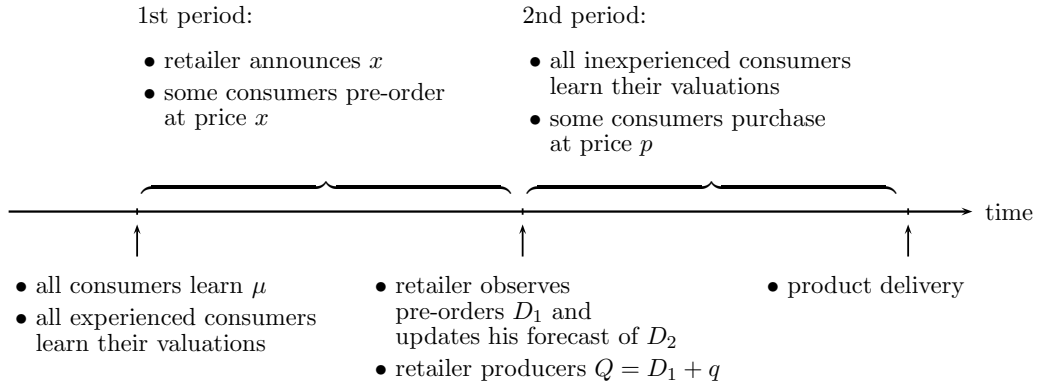 1st period:
• retailer announces x
• some consumers pre-order
at price x
2nd period:
• all inexperienced consumers
learn their valuations
• some consumers purchase
at price p
time
• all consumers learn μ
• all experienced consumers
learn their valuations
• retailer observes
pre-orders D₁ and
updates his forecast of D₂
• retailer producers Q = D₁ + q
• product delivery